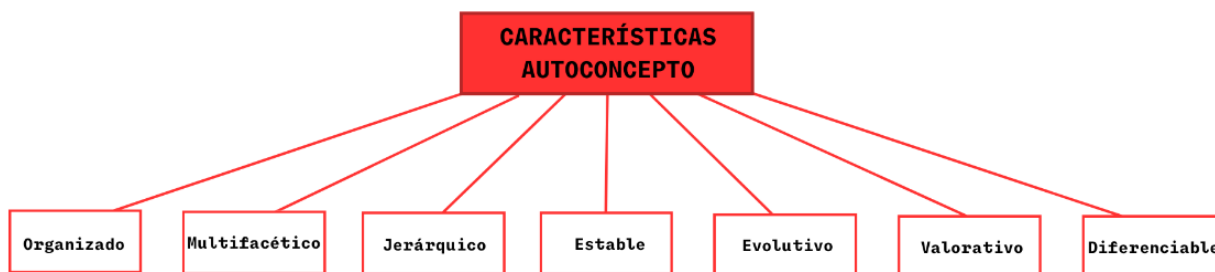 CARACTERÍSTICAS
AUTOCONCEPTO
Organizado
Multifacético
Jerárquico
Estable
Evolutivo
Valorativo
Diferenciable